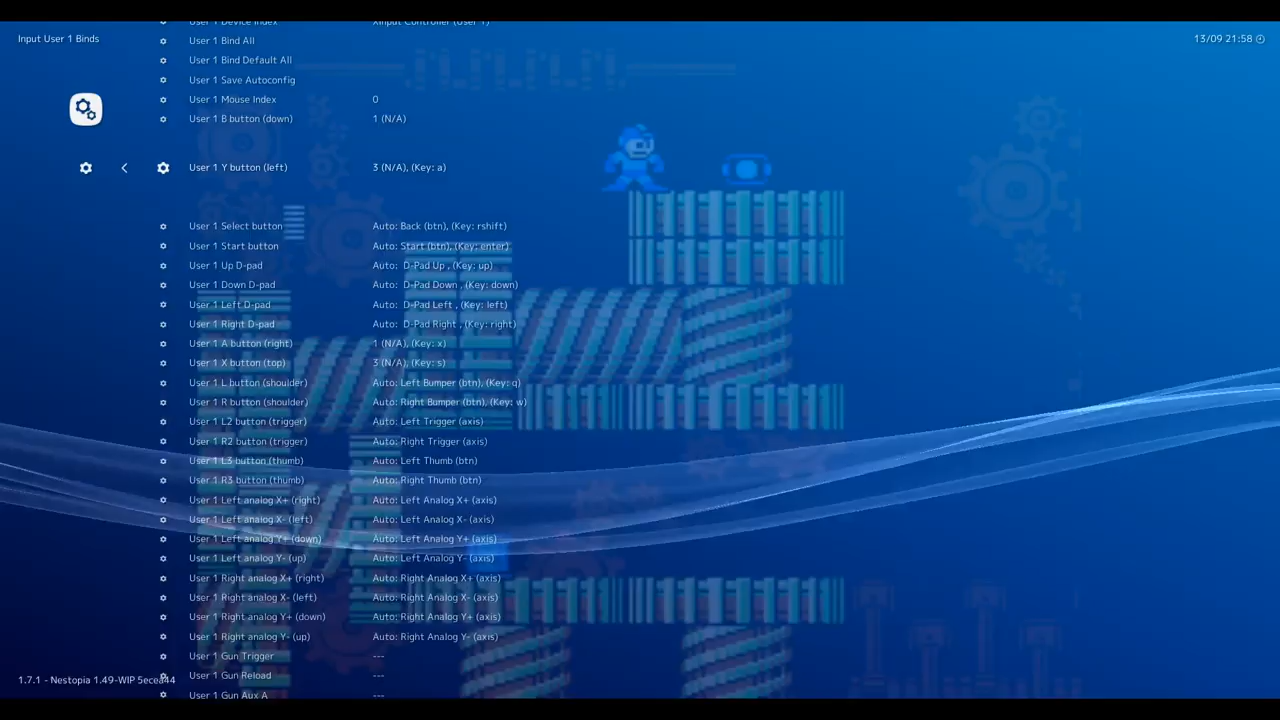 User 1 Device Index XInput Controller (User 1)
Input User 1 Binds
13/09 21:58
User 1 Bind All
User 1 Bind Default All
User 1 Save Autoconfig
User 1 Mouse Index 0
User 1 B button (down) 1 (N/A)
User 1 Y button (left) 3 (N/A), (Key: a)
User 1 Select button Auto: Back (btn), (Key: rshift)
User 1 Start button Auto: Start (btn), (Key: enter)
User 1 Up D-pad Auto: D-Pad Up , (Key: up)
User 1 Down D-pad Auto: D-Pad Down , (Key: down)
User 1 Left D-pad Auto: D-Pad Left , (Key: left)
User 1 Right D-pad Auto: D-Pad Right , (Key: right)
User 1 A button (right) 1 (N/A), (Key: x)
User 1 X button (top) 3 (N/A), (Key: s)
User 1 L button (shoulder) Auto: Left Bumper (btn), (Key: q)
User 1 R button (shoulder) Auto: Right Bumper (btn), (Key: w)
User 1 L2 button (trigger) Auto: Left Trigger (axis)
User 1 R2 button (trigger) Auto: Right Trigger (axis)
User 1 L3 button (thumb) Auto: Left Thumb (btn)
User 1 R3 button (thumb) Auto: Right Thumb (btn)
User 1 Left analog X+ (right) Auto: Left Analog X+ (axis)
User 1 Left analog X- (left) Auto: Left Analog X- (axis)
User 1 Left analog Y+ (down) Auto: Left Analog Y+ (axis)
User 1 Left analog Y- (up) Auto: Left Analog Y- (axis)
User 1 Right analog X+ (right) Auto: Right Analog X+ (axis)
User 1 Right analog X- (left) Auto: Right Analog X- (axis)
User 1 Right analog Y+ (down) Auto: Right Analog Y+ (axis)
User 1 Right analog Y- (up) Auto: Right Analog Y- (axis)
User 1 Gun Trigger ---
User 1 Gun Reload ---
1.7.1 - Nestopia 1.49-WIP 5ecea44
User 1 Gun Aux A ---